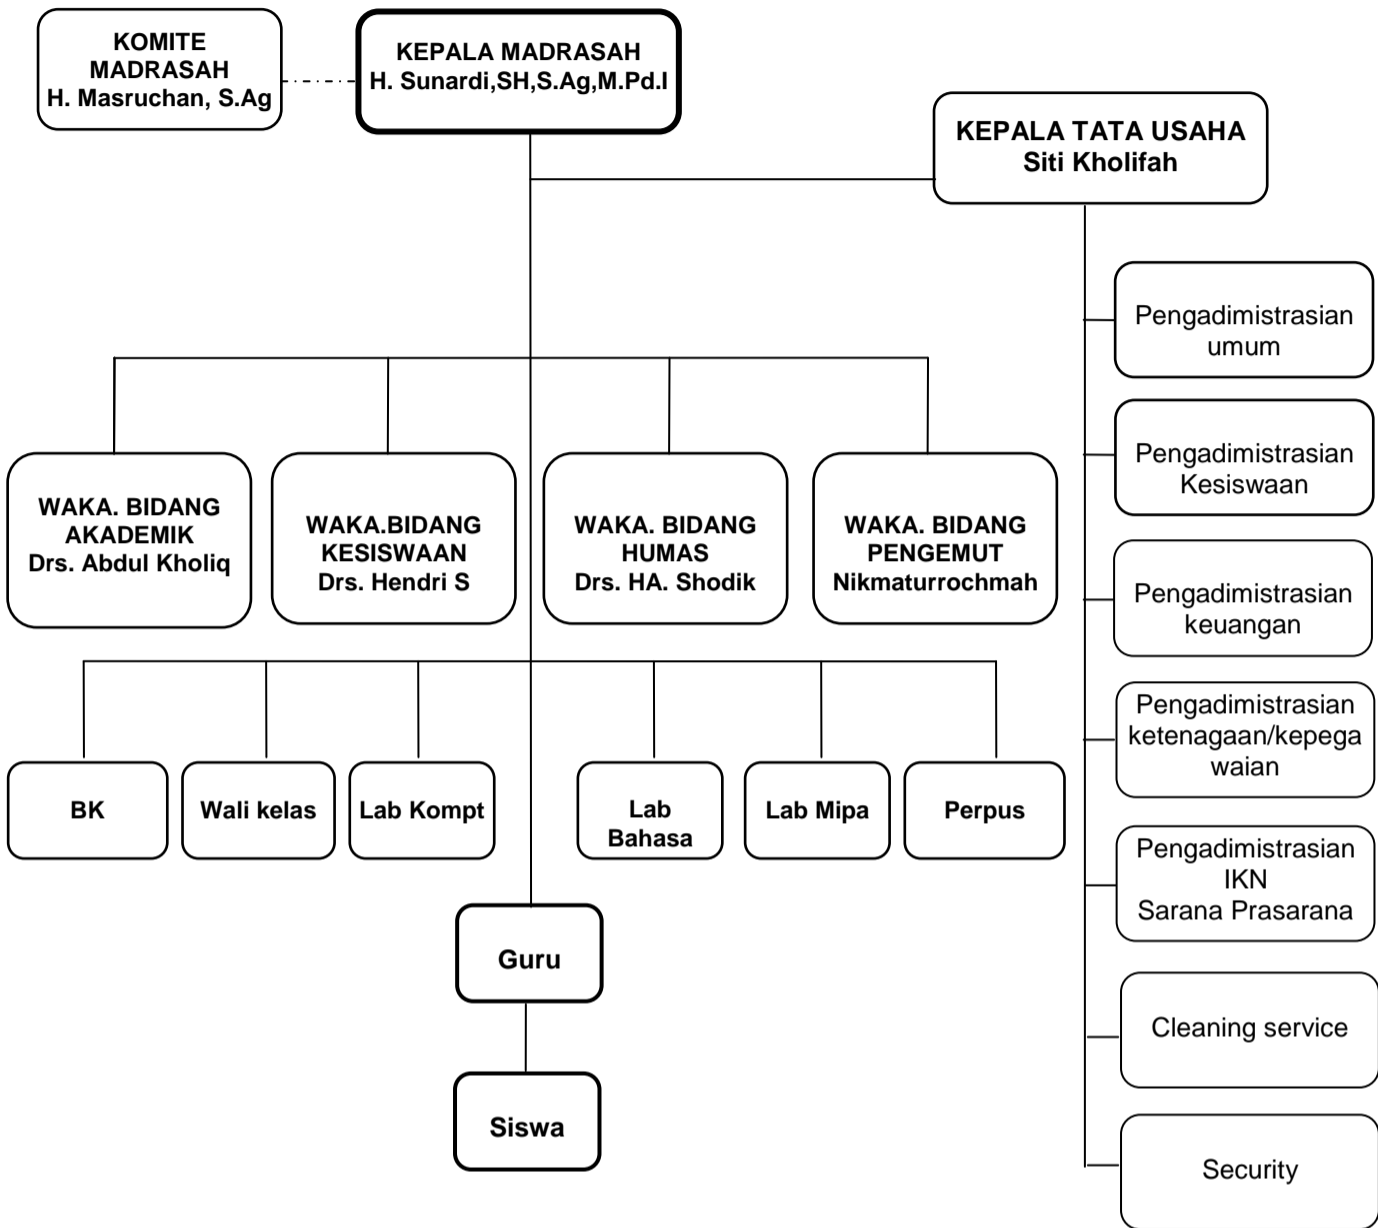 KOMITE
MADRASAH
H. Masruchan, S.Ag
KEPALA MADRASAH
H. Sunardi,SH,S.Ag,M.Pd.I
KEPALA TATA USAHA
Siti Kholifah
Pengadimistrasian
umum
Pengadimistrasian
Kesiswaan
Pengadimistrasian
keuangan
Pengadimistrasian
ketenagaan/kepega
waian
Pengadimistrasian
IKN
Sarana Prasarana
Cleaning service
Security
WAKA. BIDANG
AKADEMIK
Drs. Abdul Kholiq
WAKA.BIDANG
KESISWAAN
Drs. Hendri S
WAKA. BIDANG
HUMAS
Drs. HA. Shodik
WAKA. BIDANG
PENGEMUT
Nikmaturrochmah
BK
Wali kelas
Lab Kompt
Lab
Bahasa
Lab Mipa
Perpus
Guru
Siswa